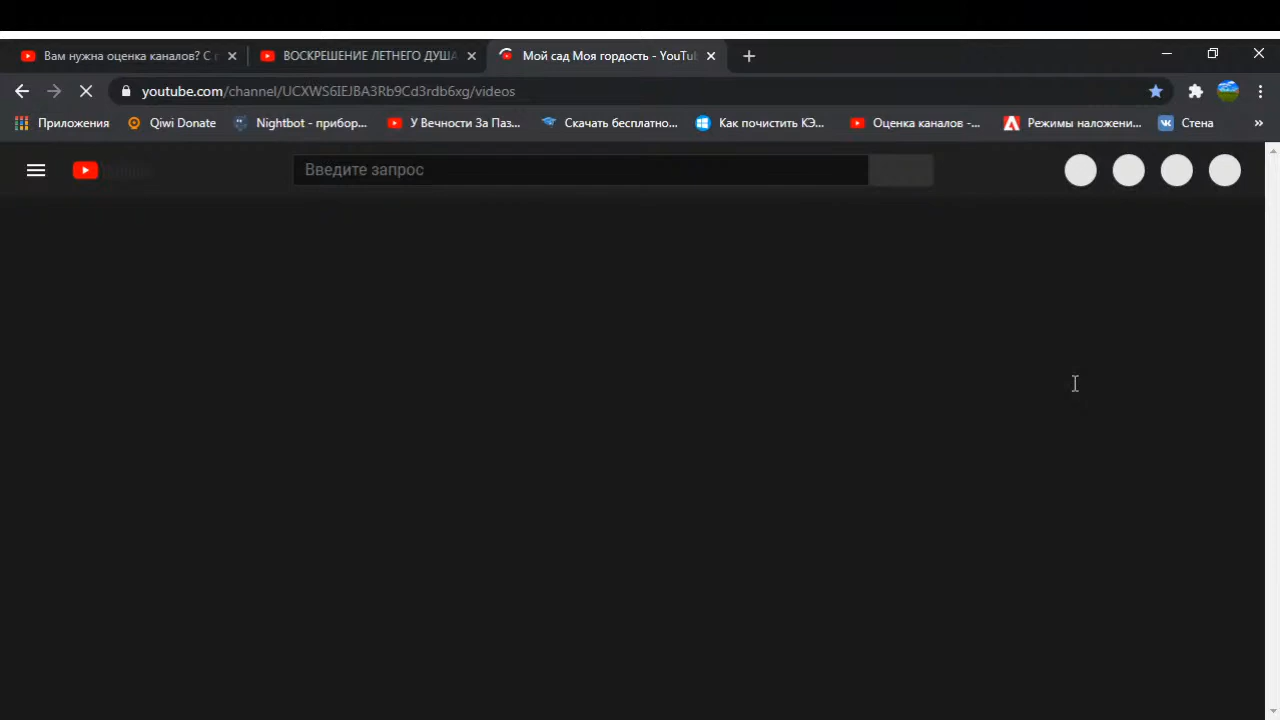 Вам нужна оценка каналов? С п
ВОСКРЕШЕНИЕ ЛЕТНЕГО ДУША
Мой сад Моя гордость - YouTu
youtube.com/channel/UCXWS6IEJBA3Rb9Cd3rdb6xg/videos
Приложения
Qiwi Donate
Nightbot - прибор...
У Вечности За Паз...
Скачать бесплатно...
Как почистить КЭ...
Оценка каналов -...
Режимы наложени...
Стена
Введите запрос